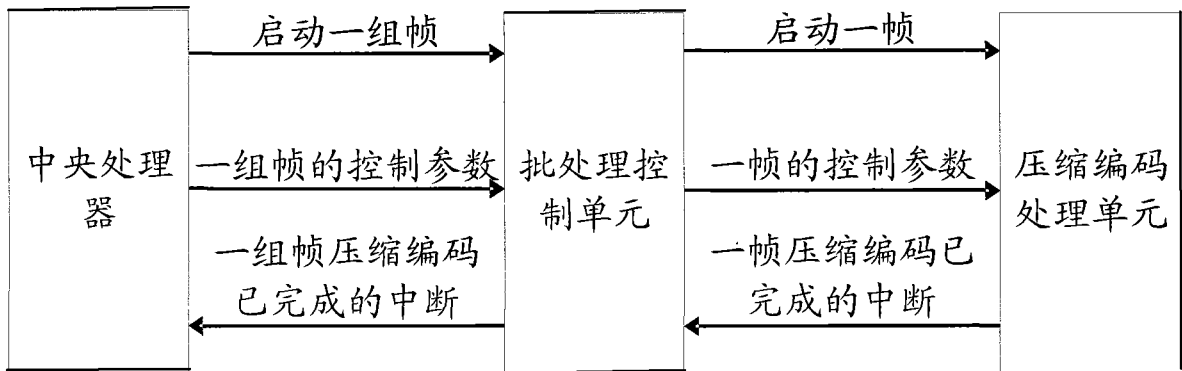 启动一组帧
启动一帧
中央处理
器
一组帧的控制参数
批处理控
制单元
一帧的控制参数
压缩编码
处理单元
一组帧压缩编码
已完成的中断
一帧压缩编码已
完成的中断